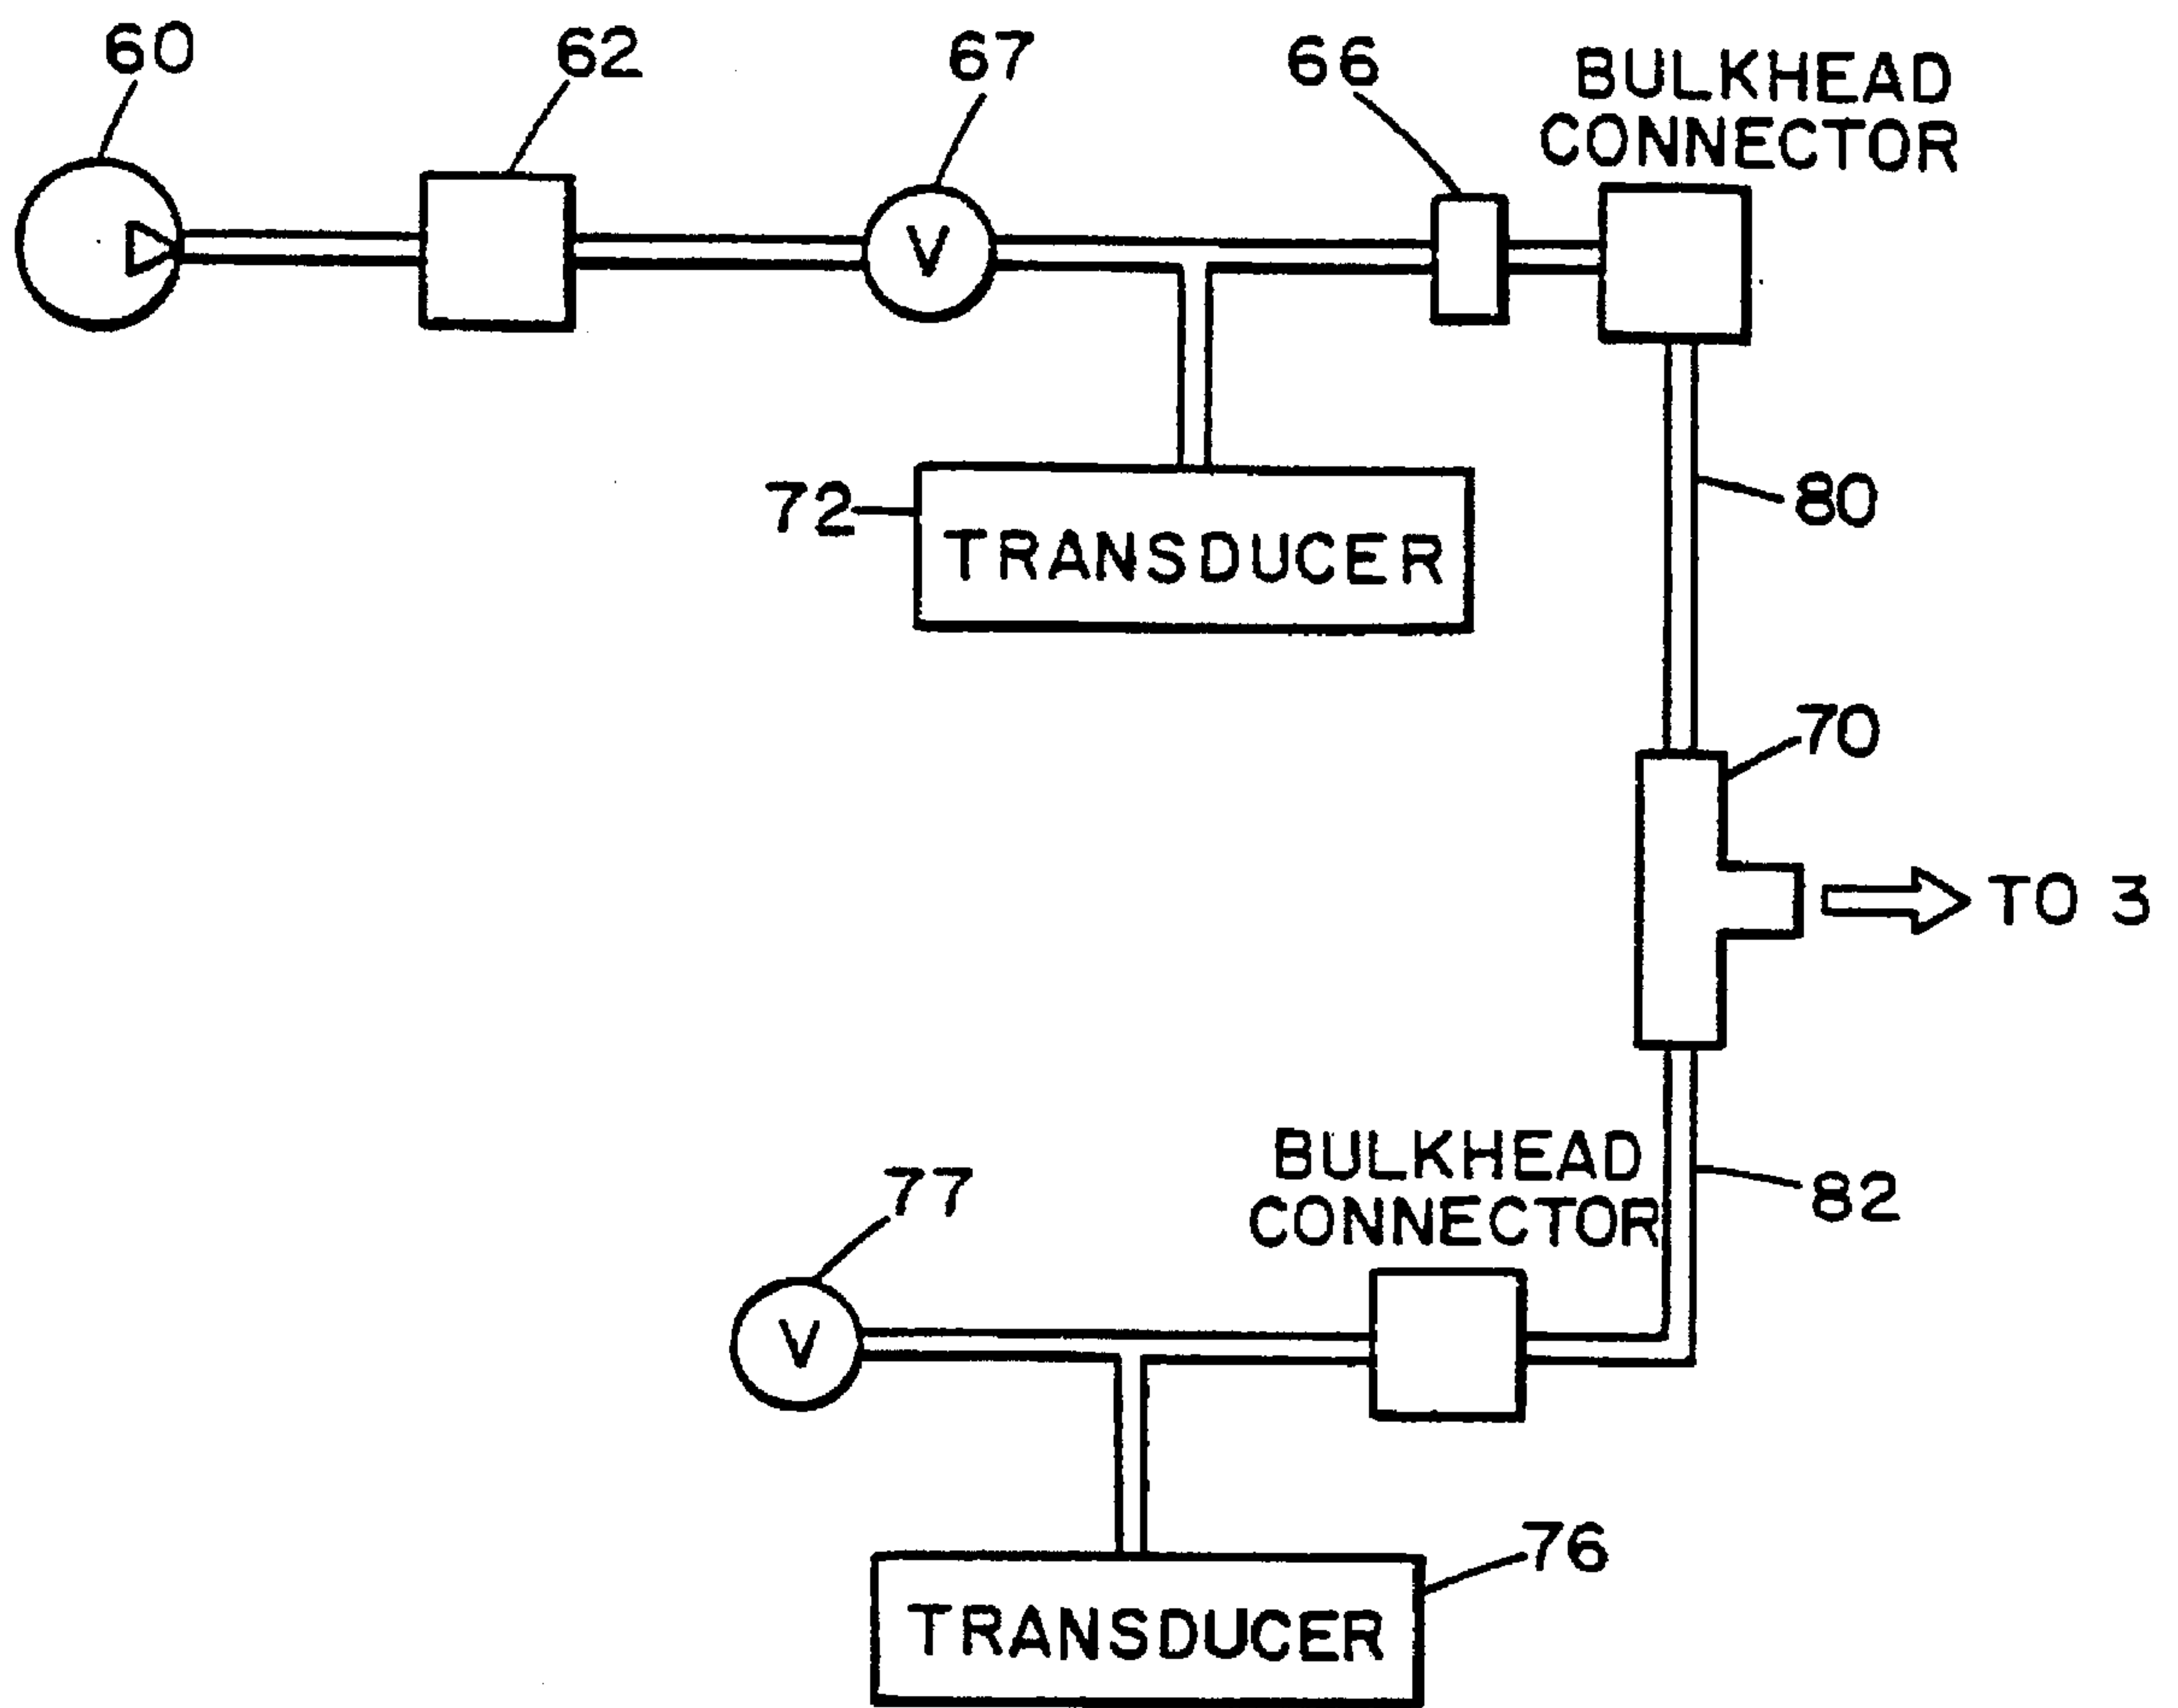 60
62
67
66
BULKHEAD
CONNECTOR
V
72
TRANSDUCER
80
70
TO 3
BULKHEAD
CONNECTOR
77
82
V
76
TRANSDUCER